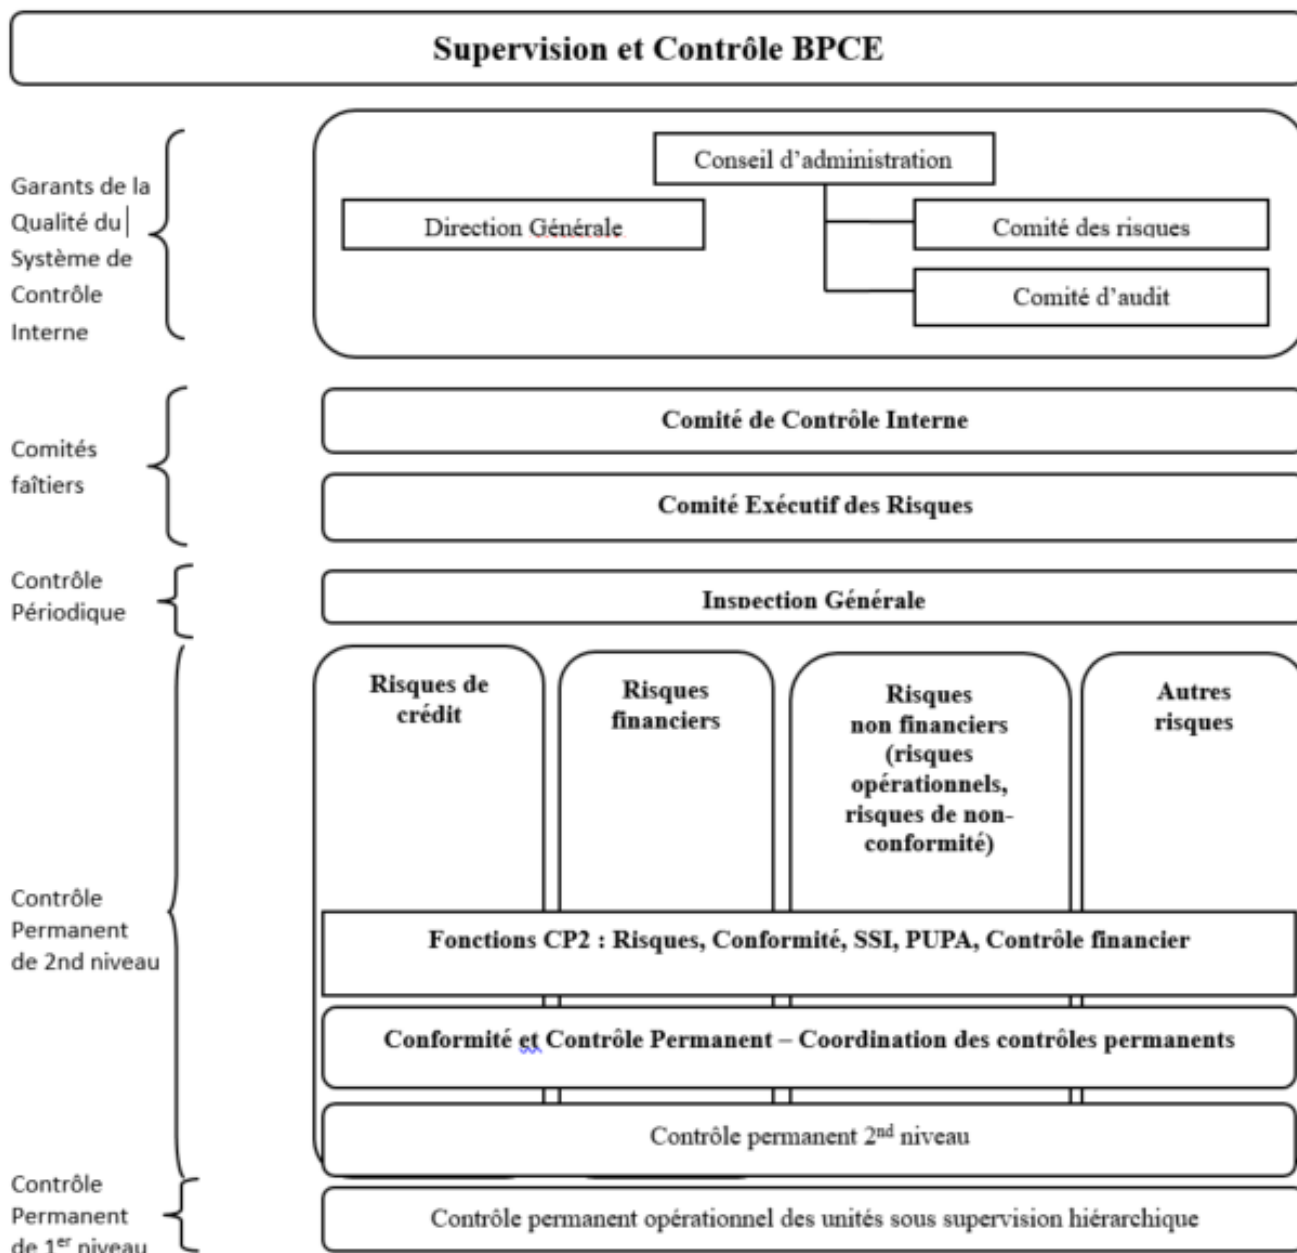 Supervision et Contrôle BPCE
Garants de la
Qualité du
Système de
Contrôle
Interne
Conseil d’administration
Direction Générale
Comité des risques
Comité d’audit
Comités
faîtiers
Comité de Contrôle Interne
Comité Exécutif des Risques
Contrôle
Périodique
Inspection Générale
Contrôle
Permanent
de 2nd niveau
Risques de
crédit
Risques
financiers
Risques
non financiers
(risques
opérationnels,
risques de non-
conformité)
Autres
risques
Fonctions CP2 : Risques, Conformité, SSI, PUPA, Contrôle financier
Conformité et Contrôle Permanent – Coordination des contrôles permanents
Contrôle permanent 2nd niveau
Contrôle
Permanent
de 1er niveau
Contrôle permanent opérationnel des unités sous supervision hiérarchique